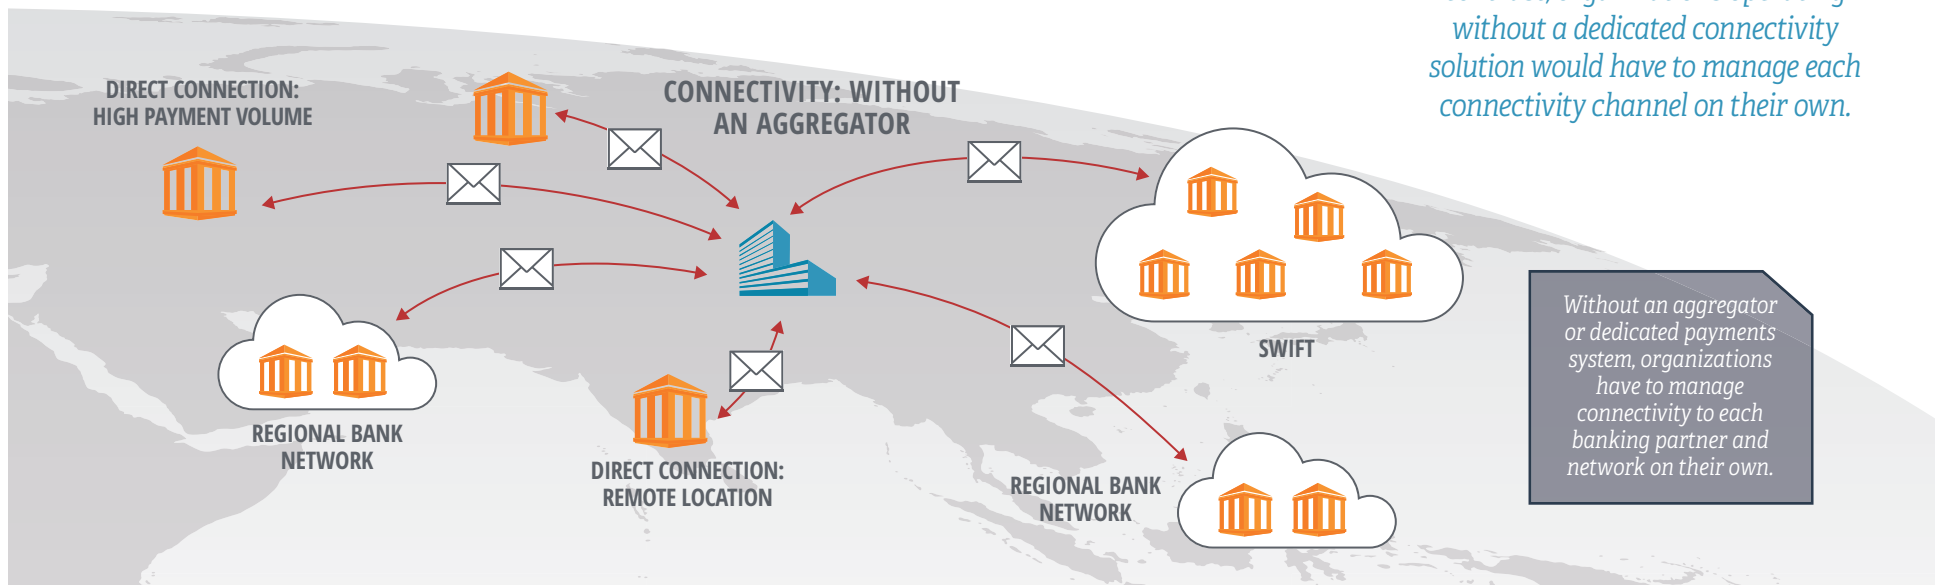 without a dedicated connectivity
solution would have to manage each
connectivity channel on their own.
DIRECT CONNECTION:
HIGH PAYMENT VOLUME
CONNECTIVITY: WITHOUT
AN AGGREGATOR
SWIFT
REGIONAL BANK
NETWORK
DIRECT CONNECTION:
REMOTE LOCATION
REGIONAL BANK
NETWORK
Without an aggregator
or dedicated payments
system, organizations
have to manage
connectivity to each
banking partner and
network on their own.